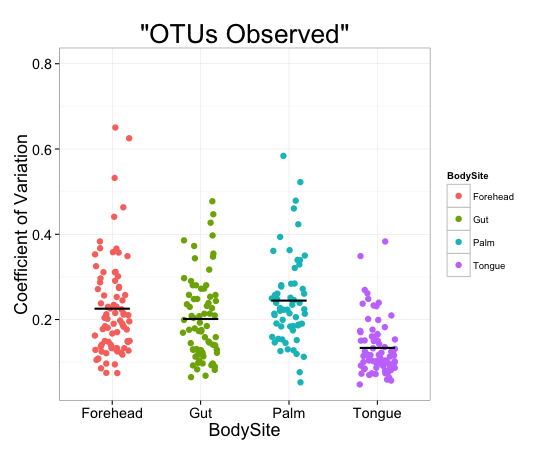 "OTUs Observed"
Coefficient of Variation
0.8
0.6
0.4
0.2
Forehead Gut Palm Tongue
BodySite
BodySite
Forehead
Gut
Palm
Tongue